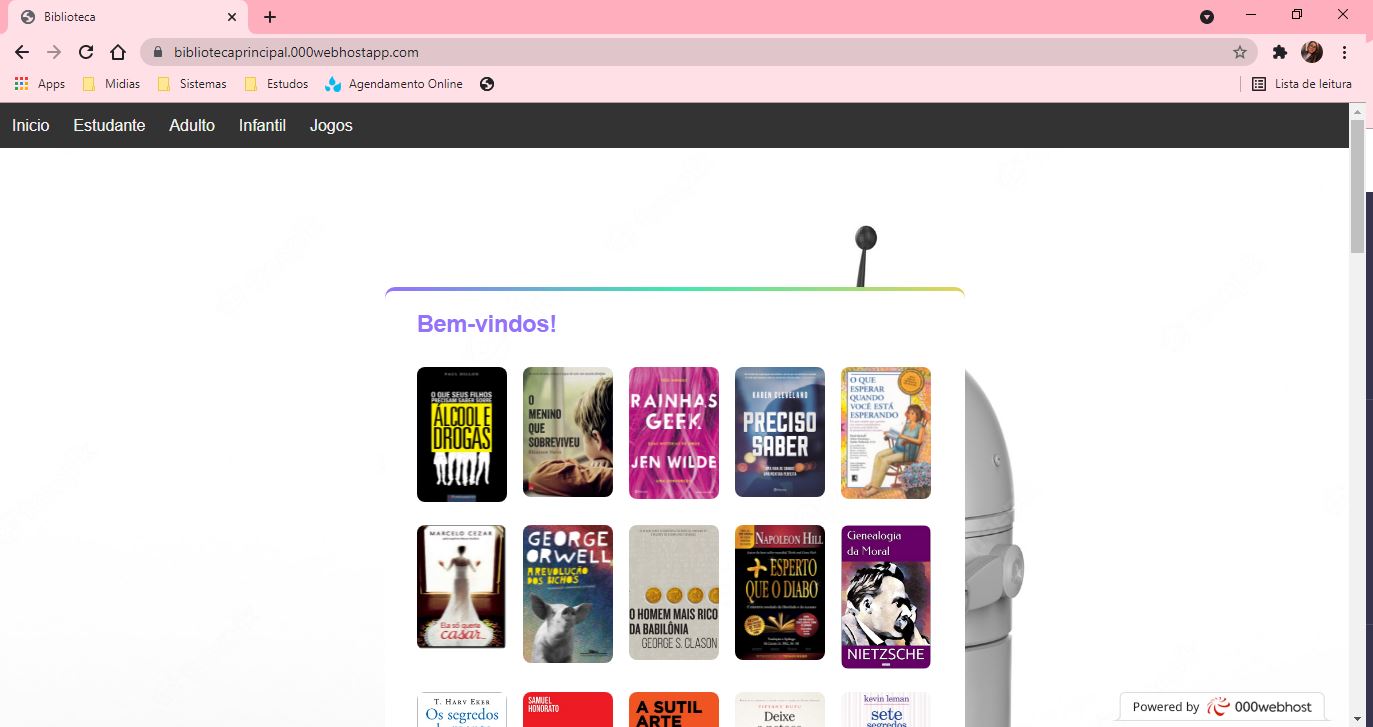 Biblioteca
bibliotecaprincipal.000webhostapp.com
Apps Midias Sistemas Estudos Agendamento Online Lista de leitura
Inicio Estudante Adulto Infantil Jogos
Bem-vindos!
O QUE SEUS FILHOS
PRECISAM SABER SOBRE
ÁLCOOL E
DROGAS
O
MENINO
QUE
SOBREVIVEU
RAINHAS
GEEK
JEN WILDE
KAREN CLEVELAND
PRECISO
SABER
O QUE
ESPERAR
QUANDO
VOCÊ ESTÁ
ESPERANDO
MARCELO CEZAR
Ela só queria
casar...
GEORGE
ORWELL
A REVOLUÇÃO
DOS BICHOS
O HOMEM MAIS RICO
DA BABILÔNIA
GEORGE S. CLASON
NAPOLEON HILL
+ ESPERTO
QUE O DIABO
Genealogia
da Moral
NIETZSCHE
T. HARV EKER
Os segredos
SAMUEL
HONORATO
A SUTIL
ARTE
Deixe
kevin leman
sete
segredos
Powered by 000webhost